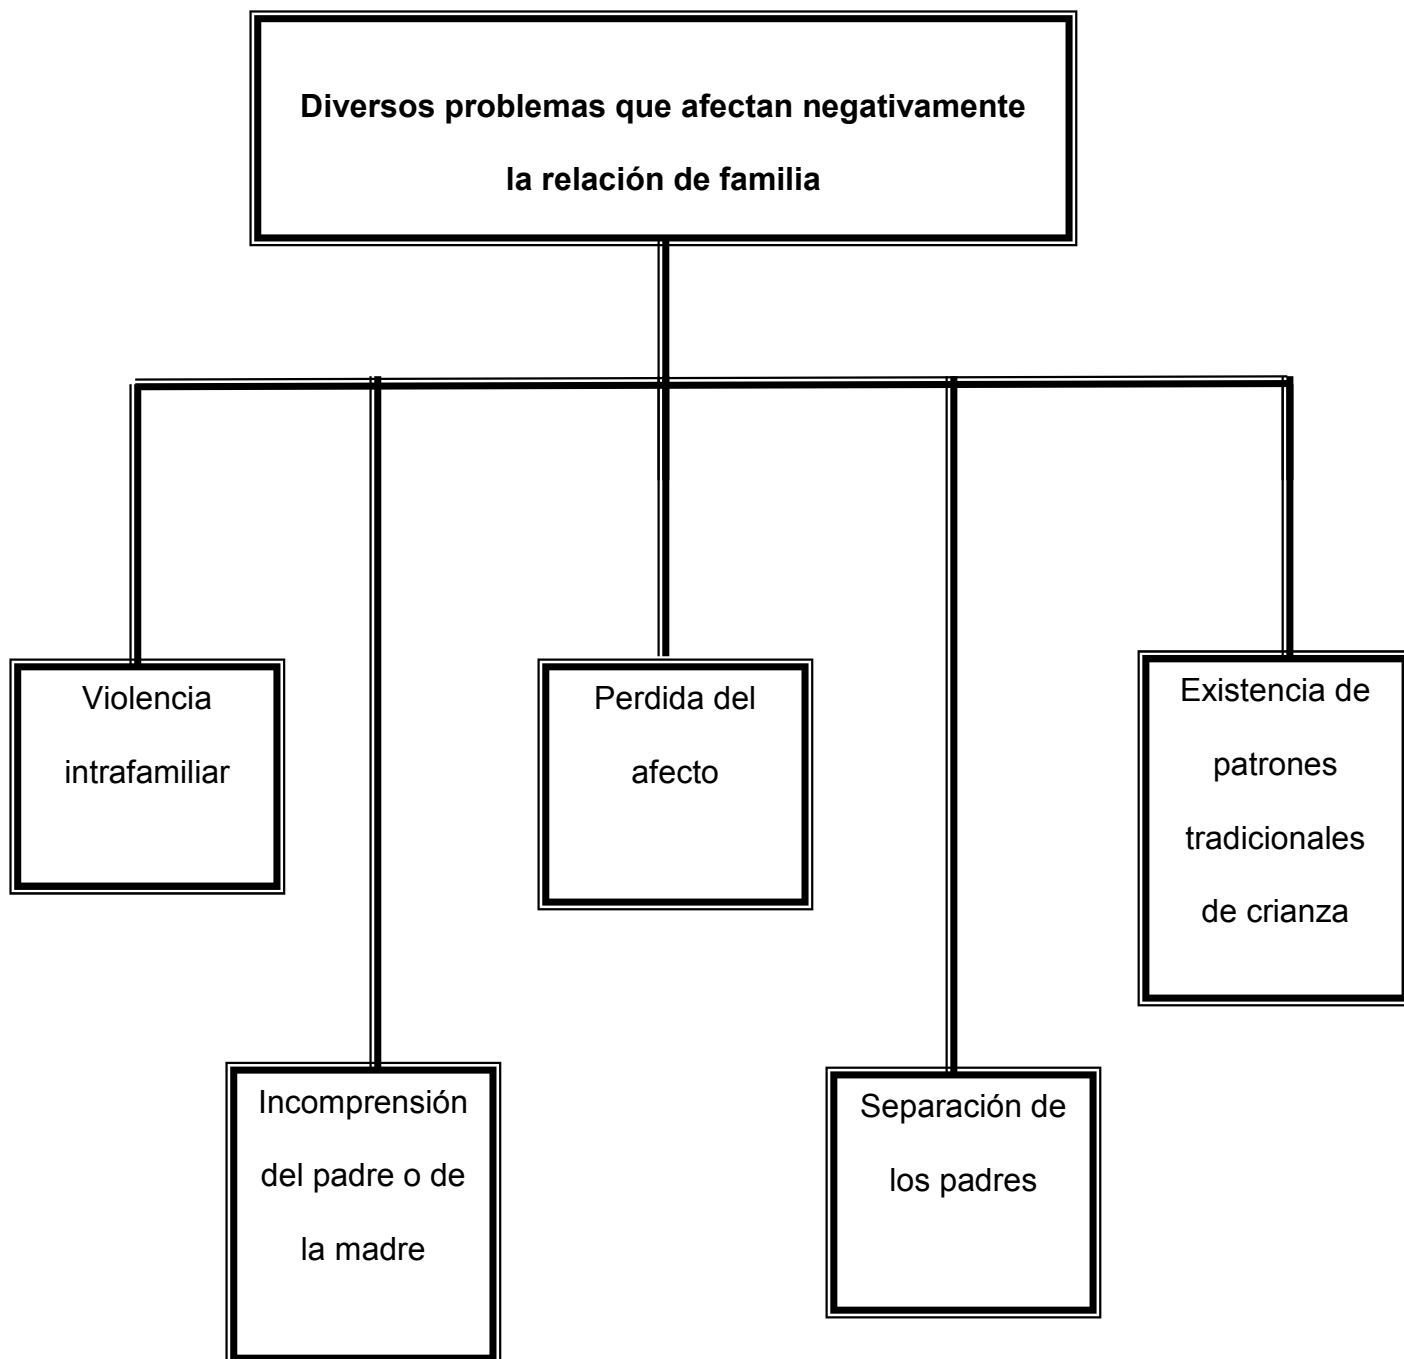 Diversos problemas que afectan negativamente
la relación de familia
Violencia
intrafamiliar
Perdida del
afecto
Existencia de
patrones
tradicionales
de crianza
Incomprensión
del padre o de
la madre
Separación de
los padres